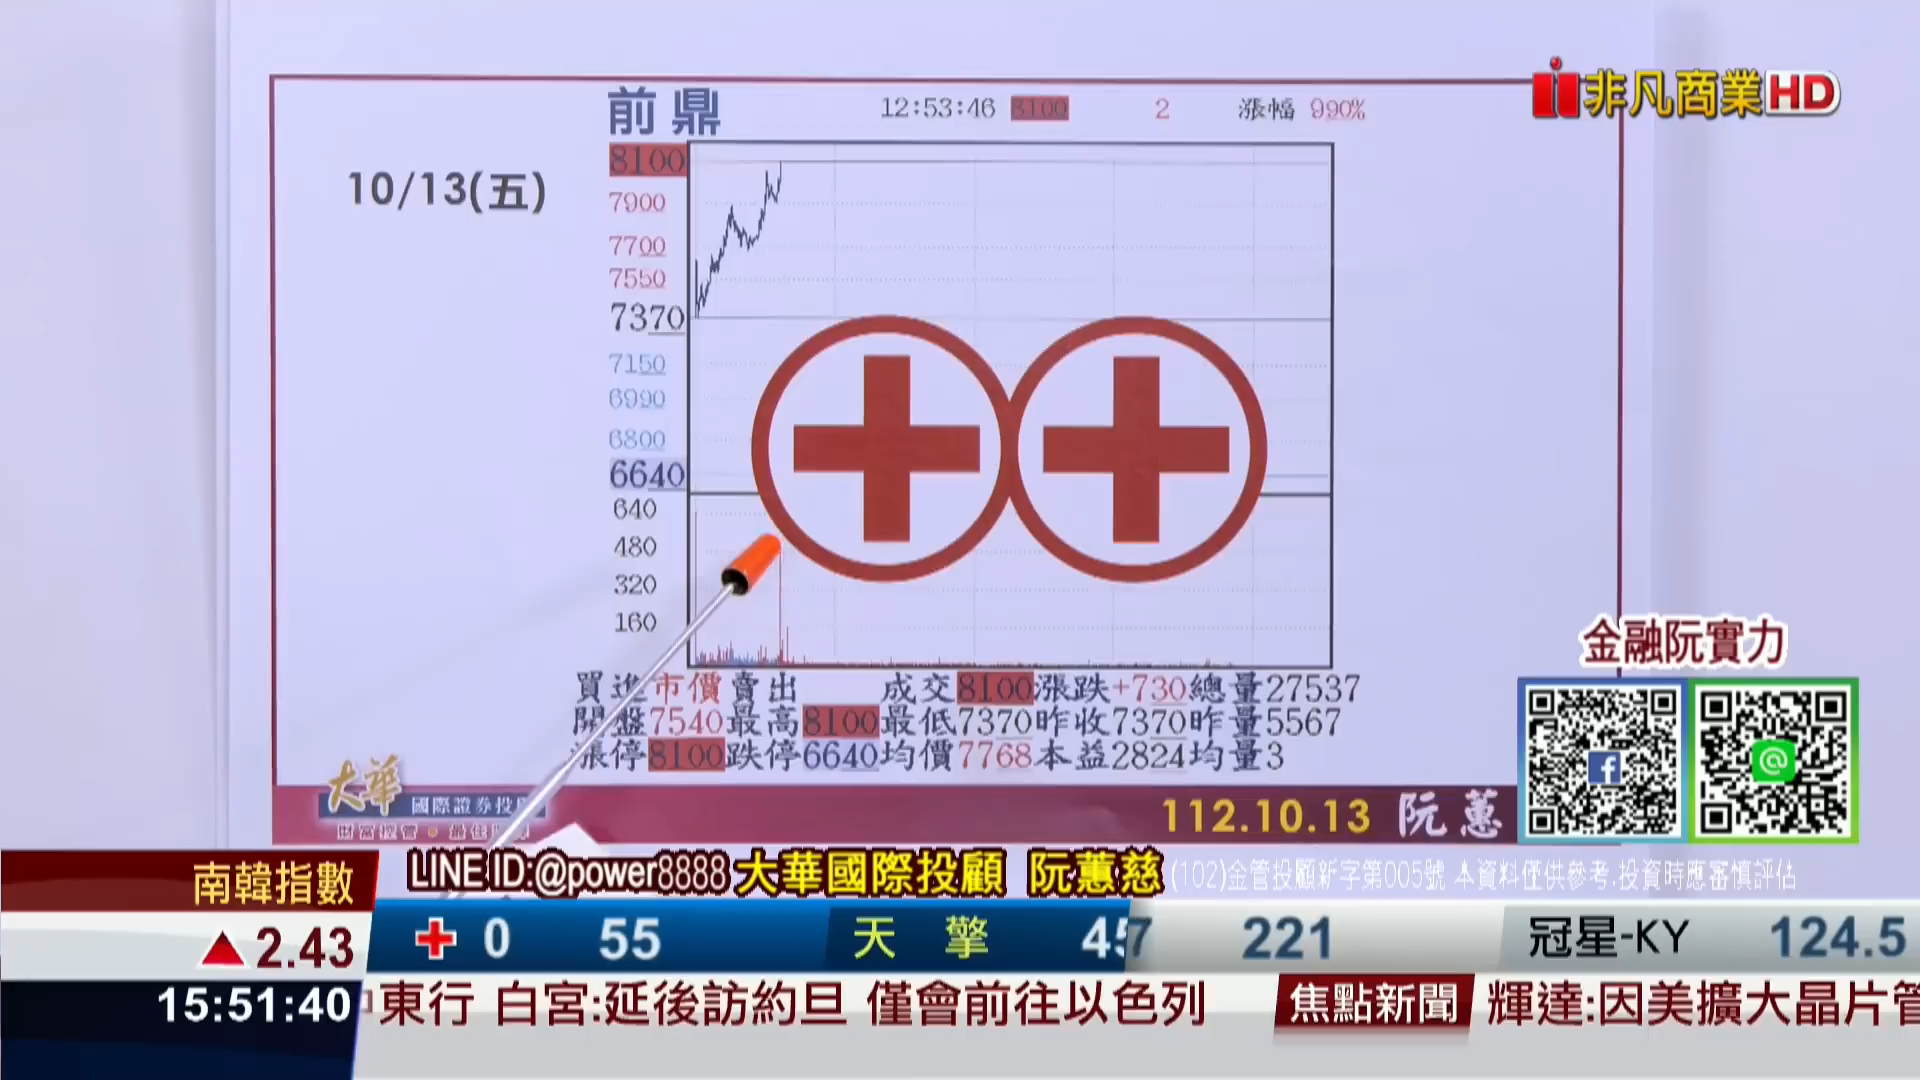 非凡商業HD
前鼎
12:53:46 8100 2 漲幅 990%
10/13(五)
8100
7900
7700
7550
7370
7150
6990
6800
6640
640
480
320
160
買進市價賣出 成交8100漲跌+730總量27537
開盤7540最高8100最低7370昨收7370昨量5567
漲停8100跌停6640均價7768本益2824均量3
大華
國際證券投
財富控管
112.10.13 阮蕙
金融阮實力
LINE ID:@power8888 大華國際投顧 阮蕙慈 (102)金管投顧新字第005號 本資料僅供參考,投資時應審慎評估
南韓指數
▲2.43
0 55 天擎 45 221 冠星-KY 124.5
15:51:40
東行 白宮:延後訪約旦 僅會前往以色列 焦點新聞 輝達:因美擴大晶片管